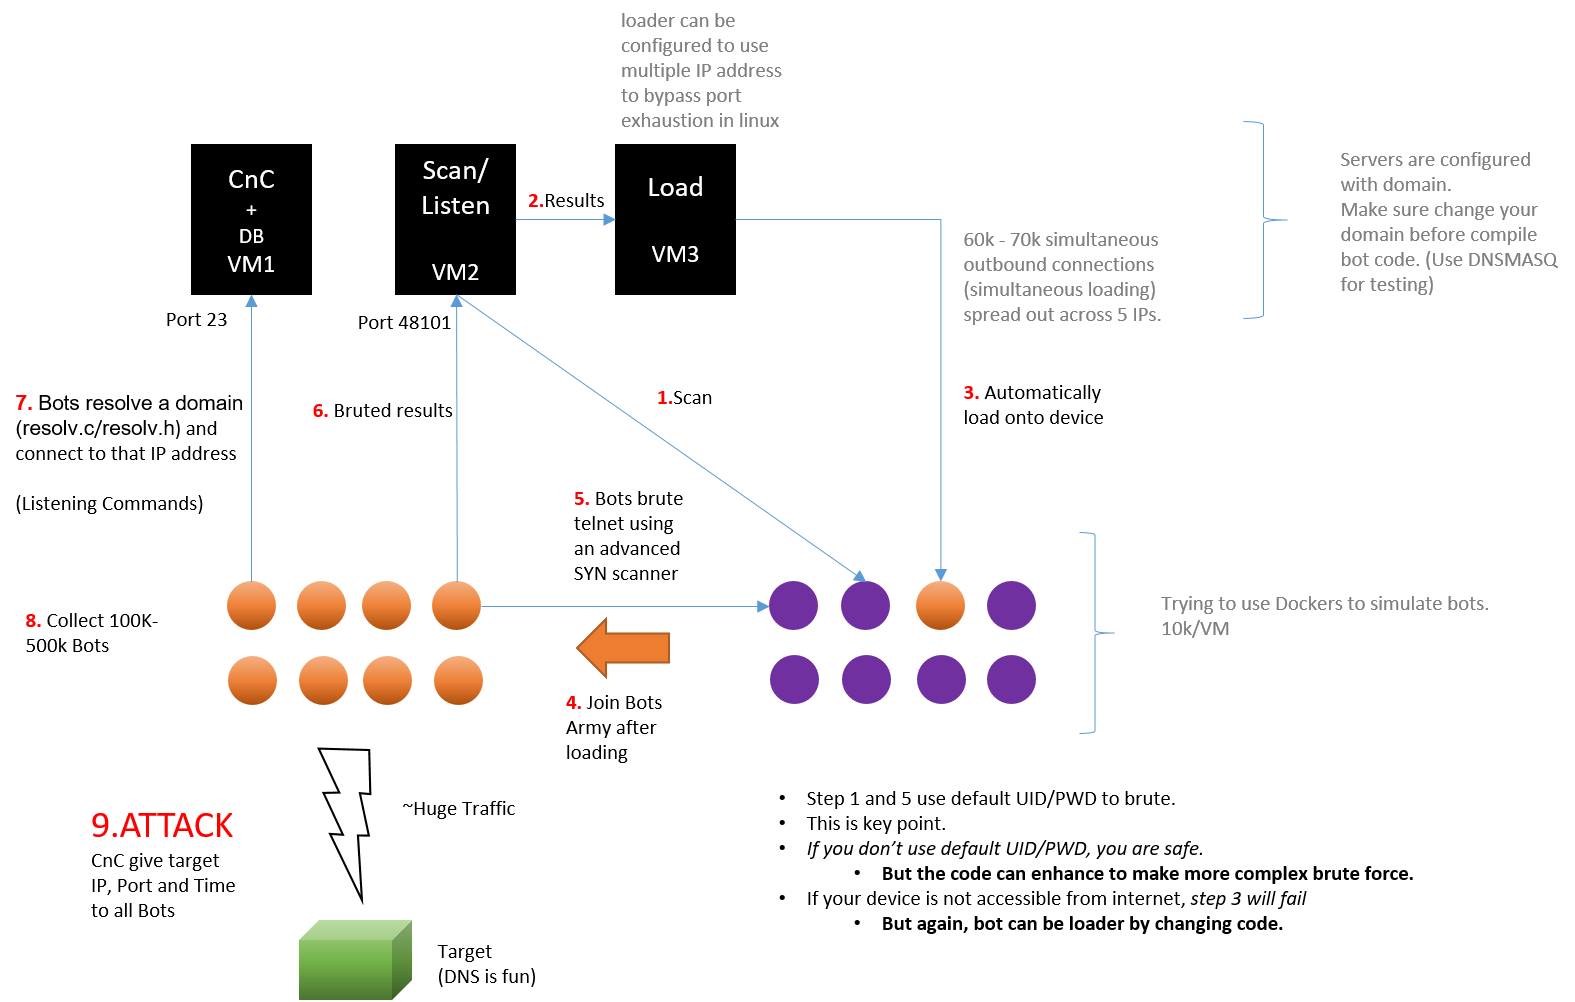 loader can be
configured to use
multiple IP address
to bypass port
exhaustion in linux
CnC
+
DB
VM1
Scan/
Listen
VM2
2.Results
Load
VM3
Servers are configured
with domain.
Make sure change your
domain before compile
bot code. (Use DNSMASQ
for testing)
60k - 70k simultaneous
outbound connections
(simultaneous loading)
spread out across 5 IPs.
Port 23
Port 48101
7. Bots resolve a domain
(resolv.c/resolv.h) and
connect to that IP address
(Listening Commands)
6. Bruted results
1.Scan
3. Automatically
load onto device
5. Bots brute
telnet using
an advanced
SYN scanner
8. Collect 100K-
500k Bots
Trying to use Dockers to simulate bots.
10k/VM
4. Join Bots
Army after
loading
~Huge Traffic
9.ATTACK
CnC give target
IP, Port and Time
to all Bots
Target
(DNS is fun)
• Step 1 and 5 use default UID/PWD to brute.
• This is key point.
• If you don’t use default UID/PWD, you are safe.
• But the code can enhance to make more complex brute force.
• If your device is not accessible from internet, step 3 will fail
• But again, bot can be loader by changing code.